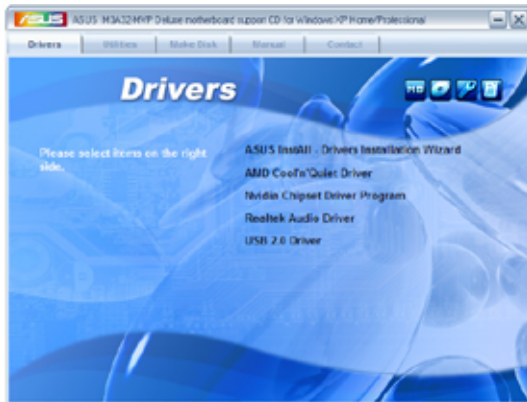 ASUS M3A32-MVP Deluxe motherboard support CD for Windows XP Home/Professional
Drivers
Utilities
Make Disk
Manual
Contact
Drivers
Please select items on the right
side.
ASUS InstAll - Drivers Installation Wizard
AMD Cool'n'Quiet Driver
Nvidia Chipset Driver Program
Realtek Audio Driver
USB 2.0 Driver